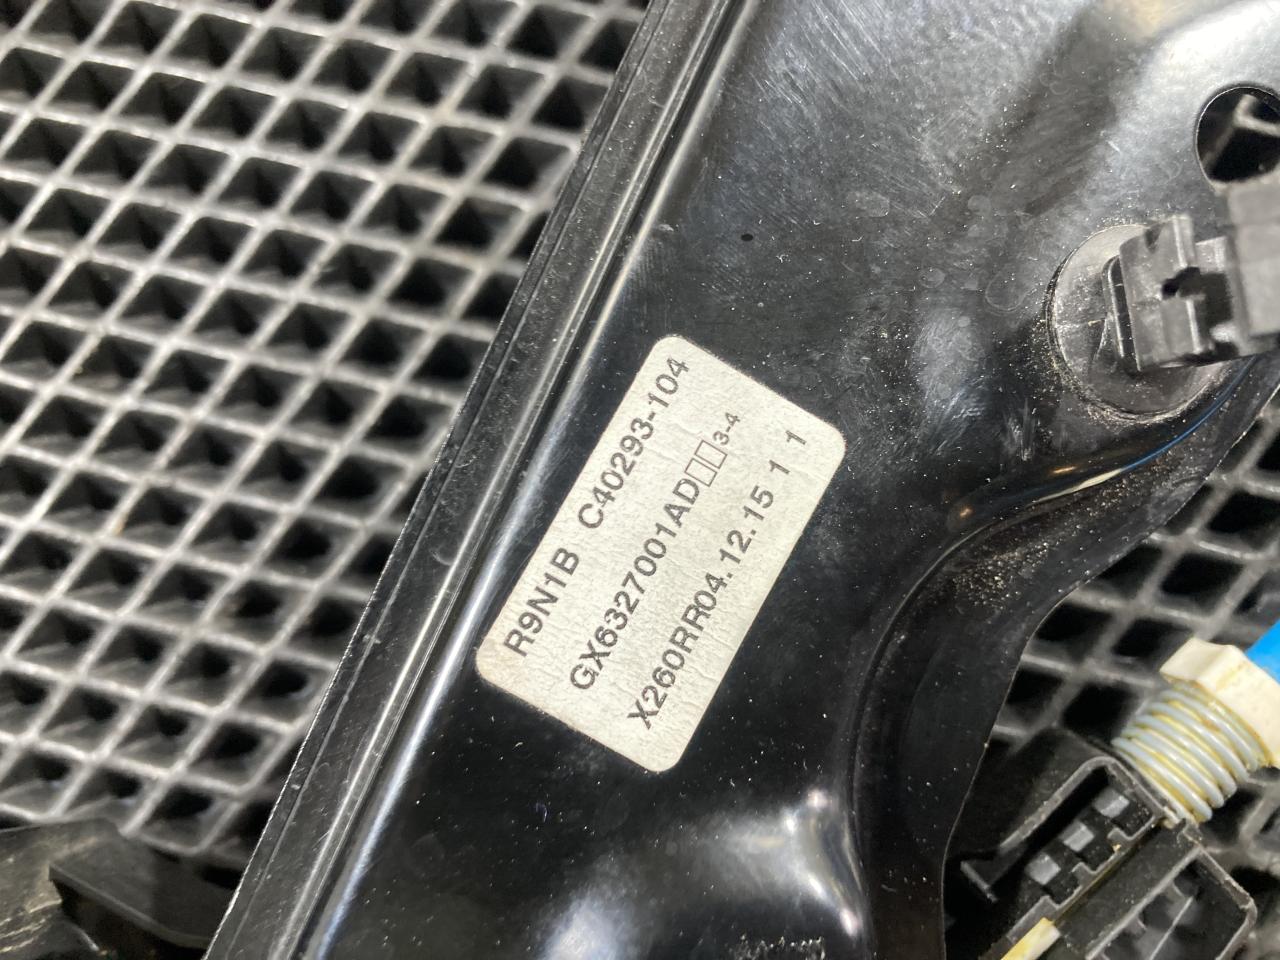 R9N1B C40293-104
GX6327001AD□□3-4
X260RR04.12.15 1 1